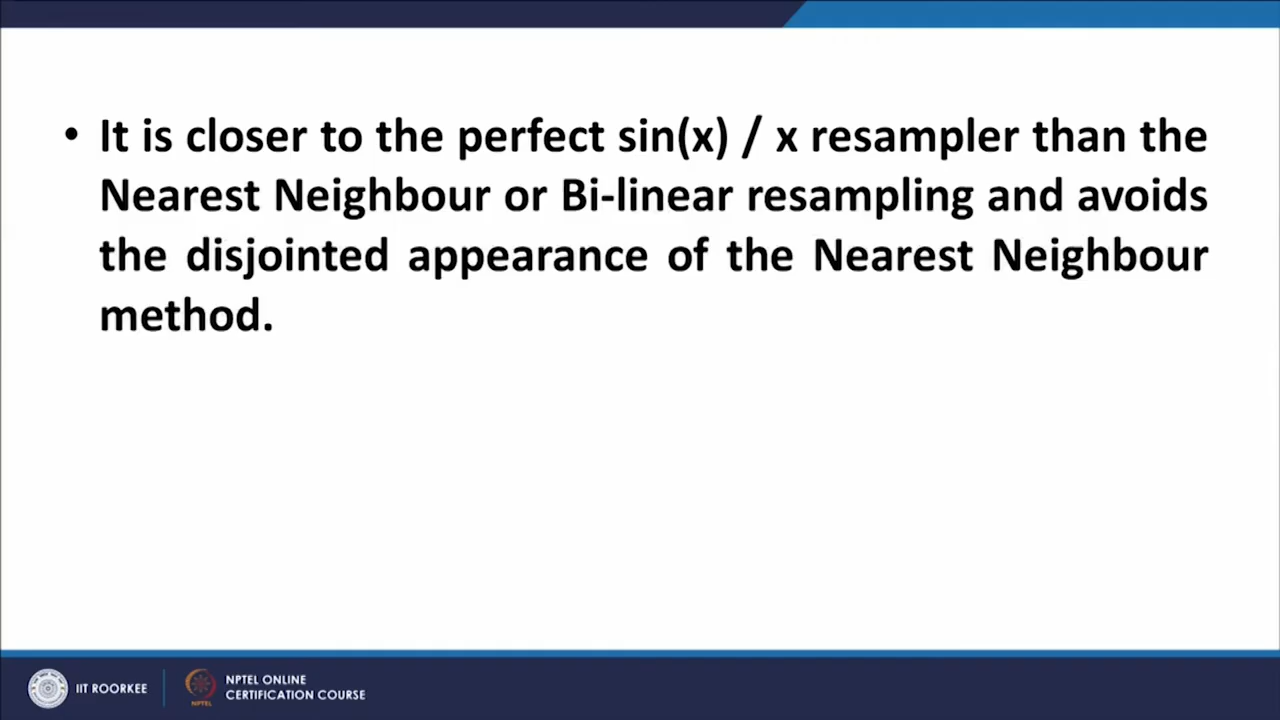 • It is closer to the perfect sin(x) / x resampler than the
Nearest Neighbour or Bi-linear resampling and avoids
the disjointed appearance of the Nearest Neighbour
method.
IIT ROORKEE
NPTEL
NPTEL ONLINE
CERTIFICATION COURSE